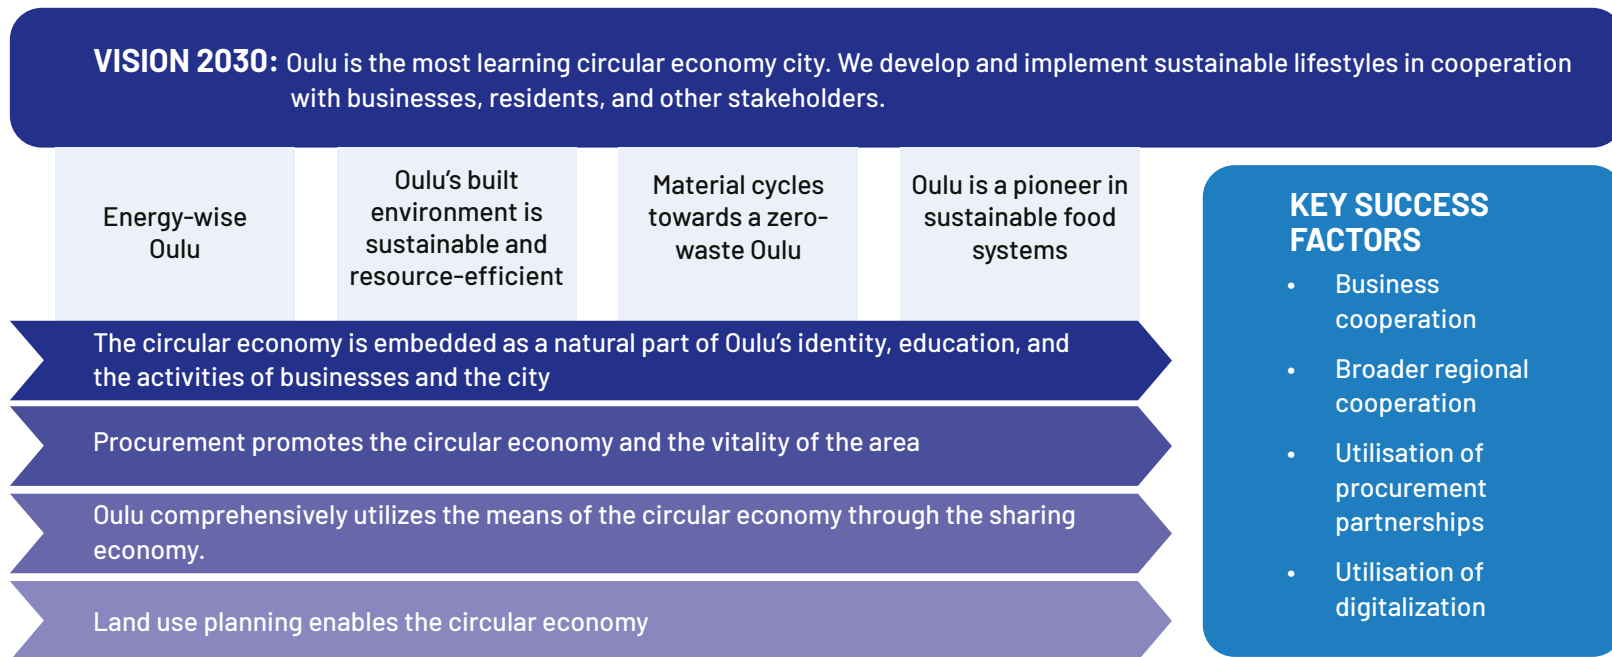 VISION 2030: Oulu is the most learning circular economy city. We develop and implement sustainable lifestyles in cooperation
with businesses, residents, and other stakeholders.
Energy-wise
Oulu
Oulu's built
environment is
sustainable and
resource-efficient
Material cycles
towards a zero-
waste Oulu
Oulu is a pioneer in
sustainable food
systems
The circular economy is embedded as a natural part of Oulu's identity, education, and
the activities of businesses and the city
Procurement promotes the circular economy and the vitality of the area
Oulu comprehensively utilizes the means of the circular economy through the sharing
economy.
Land use planning enables the circular economy
KEY SUCCESS
FACTORS
• Business
cooperation
• Broader regional
cooperation
• Utilisation of
procurement
partnerships
• Utilisation of
digitalization